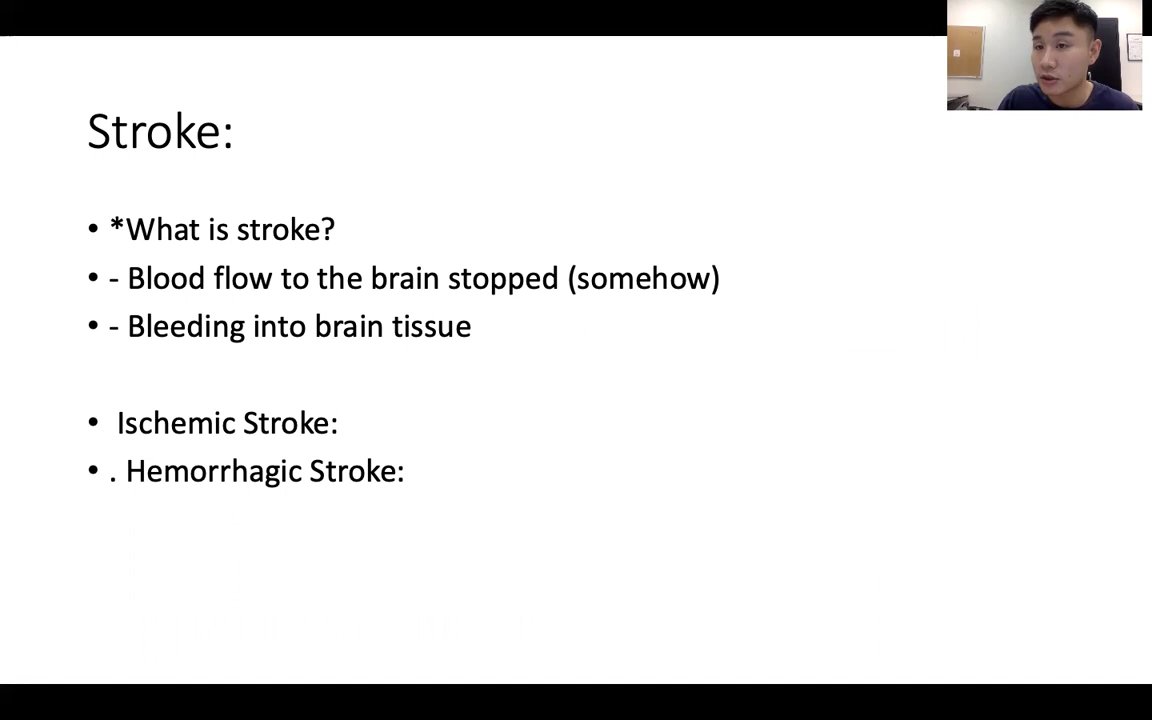 Stroke:
• *What is stroke?
• - Blood flow to the brain stopped (somehow)
• - Bleeding into brain tissue
• Ischemic Stroke:
• . Hemorrhagic Stroke: